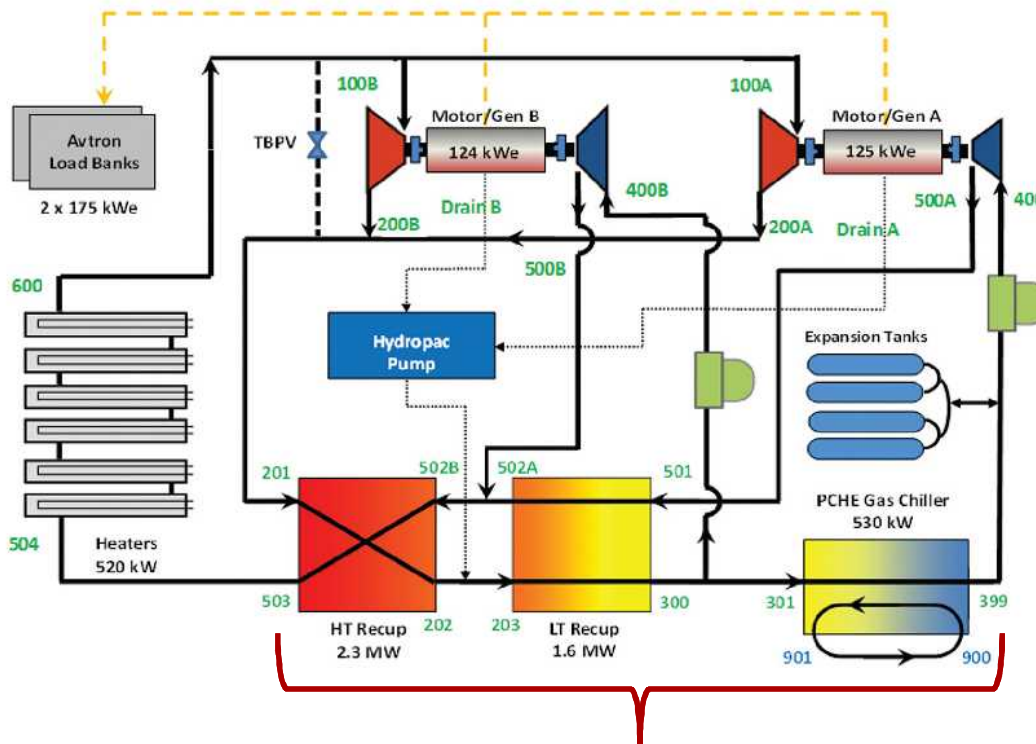 100B
100A
Motor/Gen B
Motor/Gen A
Avtron
Load Banks
2 x 175 kWe
TBPV
124 kWe
125 kWe
400B
500A
400
Drain B
Drain A
200B
200A
500B
600
Hydropac
Pump
Expansion Tanks
201
502B
502A
501
PCHE Gas Chiller
530 kW
504
Heaters
520 kW
503
202
203
300
301
399
HT Recup
2.3 MW
LT Recup
1.6 MW
901
900